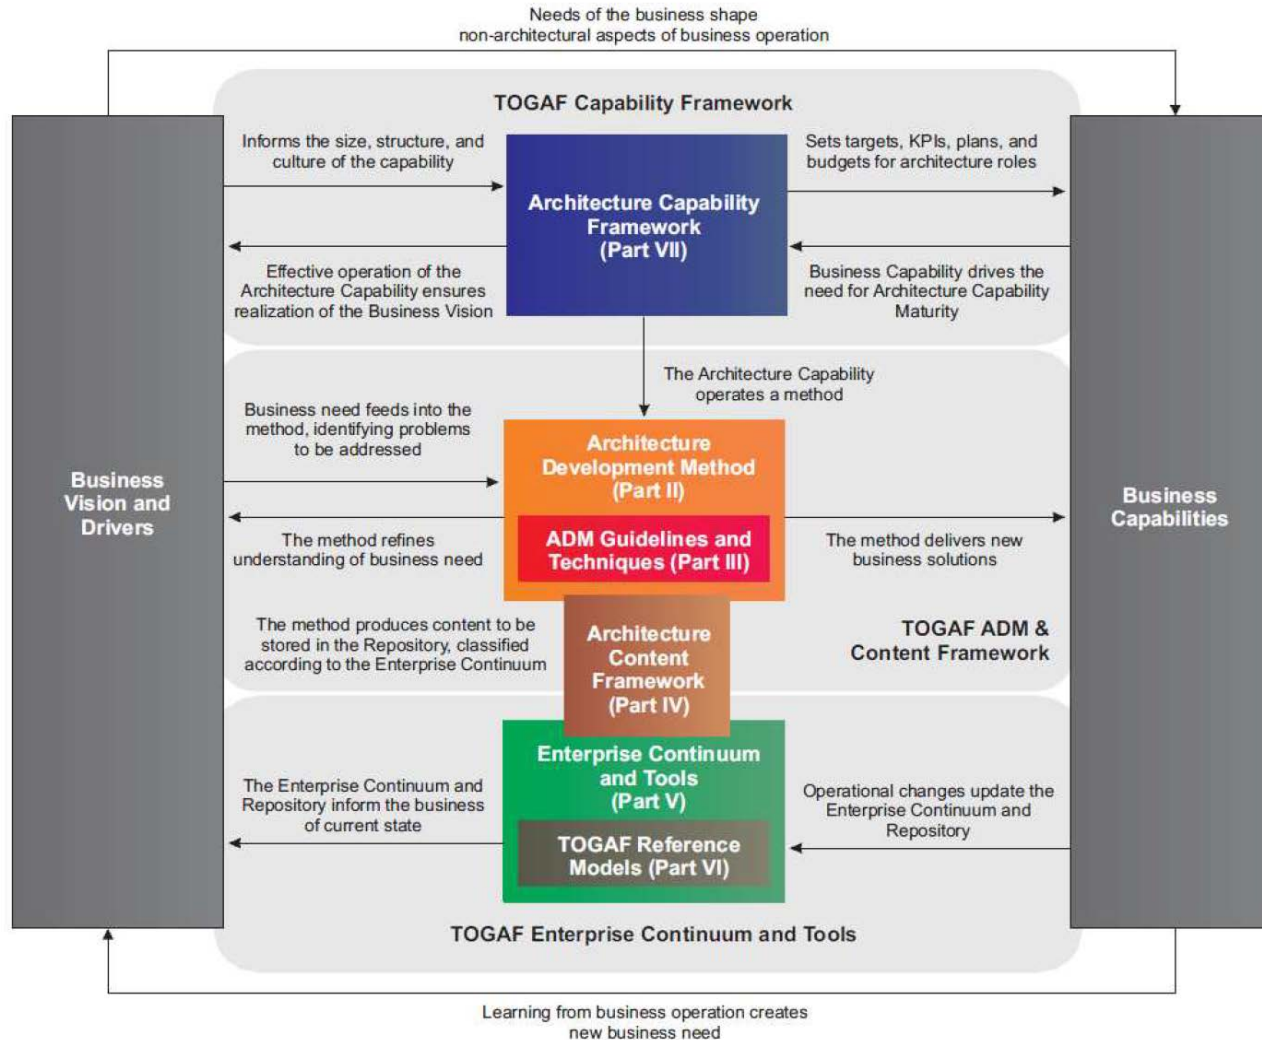 Needs of the business shape
non-architectural aspects of business operation
TOGAF Capability Framework
Informs the size, structure, and
culture of the capability
Architecture Capability
Framework
(Part VII)
Sets targets, KPIs, plans, and
budgets for architecture roles
Effective operation of the
Architecture Capability ensures
realization of the Business Vision
Business Capability drives the
need for Architecture Capability
Maturity
The Architecture Capability
operates a method
Business need feeds into the
method, identifying problems
to be addressed
Architecture
Development Method
(Part II)
Business
Vision and
Drivers
Business
Capabilities
The method refines
understanding of business need
ADM Guidelines and
Techniques (Part III)
The method delivers new
business solutions
The method produces content to be
stored in the Repository, classified
according to the Enterprise Continuum
Architecture
Content
Framework
(Part IV)
TOGAF ADM &
Content Framework
The Enterprise Continuum and
Repository inform the business
of current state
Enterprise Continuum
and Tools
(Part V)
TOGAF Reference
Models (Part VI)
Operational changes update the
Enterprise Continuum and
Repository
TOGAF Enterprise Continuum and Tools
Learning from business operation creates
new business need